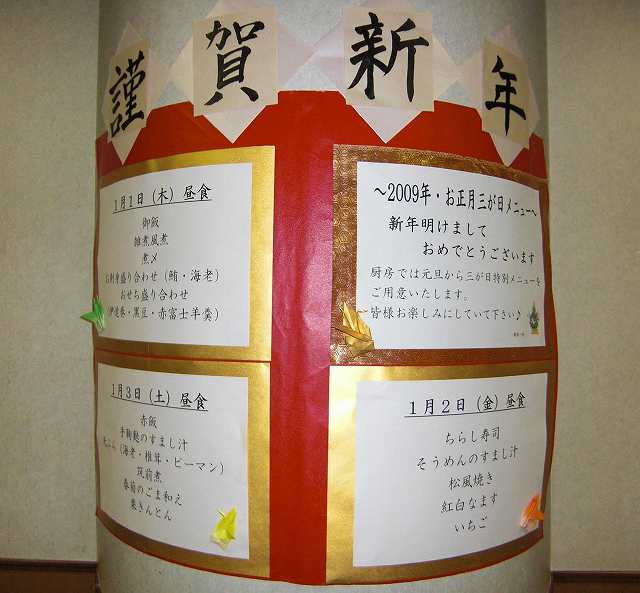 謹賀新年
～2009年・お正月三が日メニュー～
新年明けまして
おめでとうございます
厨房では元旦から三が日特別メニューを
ご用意いたします。
皆様お楽しみにしていて下さい♪
1月1日（木）昼食
御飯
雑煮風煮
煮〆
お刺身盛り合わせ（鮪・海老）
おせち盛り合わせ
（伊達巻・黒豆・赤富士羊羹）
1月2日（金）昼食
ちらし寿司
そうめんのすまし汁
松風焼き
紅白なます
いちご
1月3日（土）昼食
赤飯
手鞠麩のすまし汁
天ぷら（海老・椎茸・ピーマン）
筑前煮
春菊のごま和え
栗きんとん